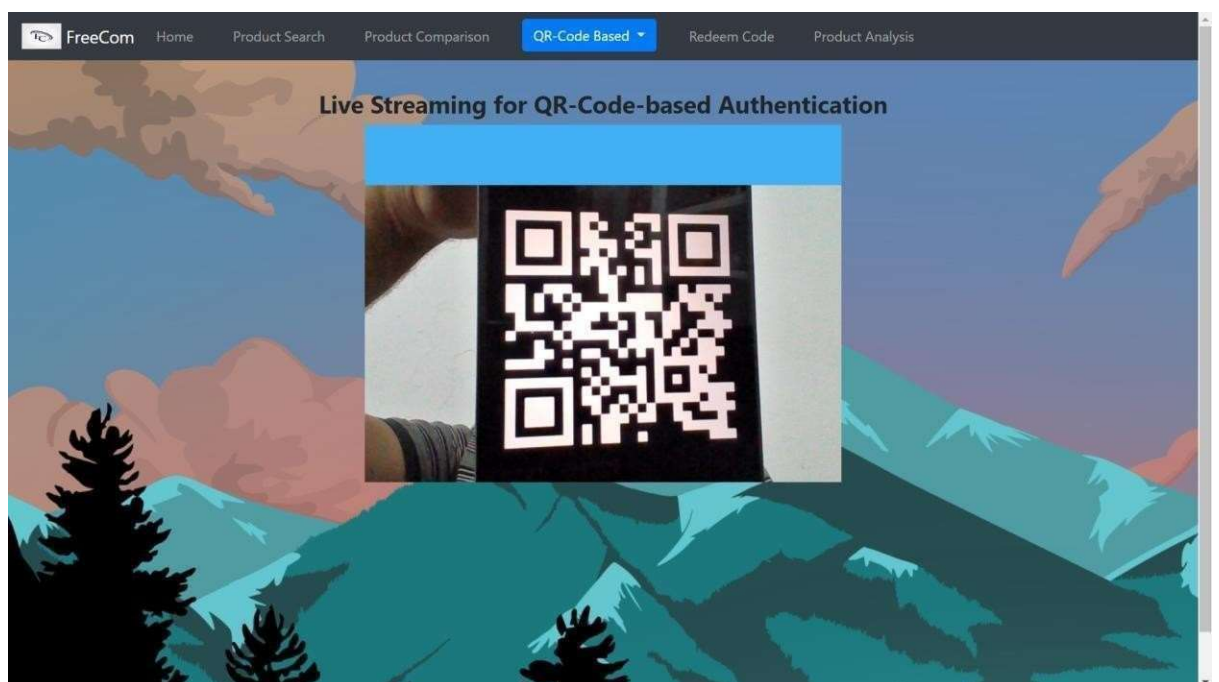 FreeCom Home Product Search Product Comparison QR-Code Based Redeem Code Product Analysis
Live Streaming for QR-Code-based Authentication